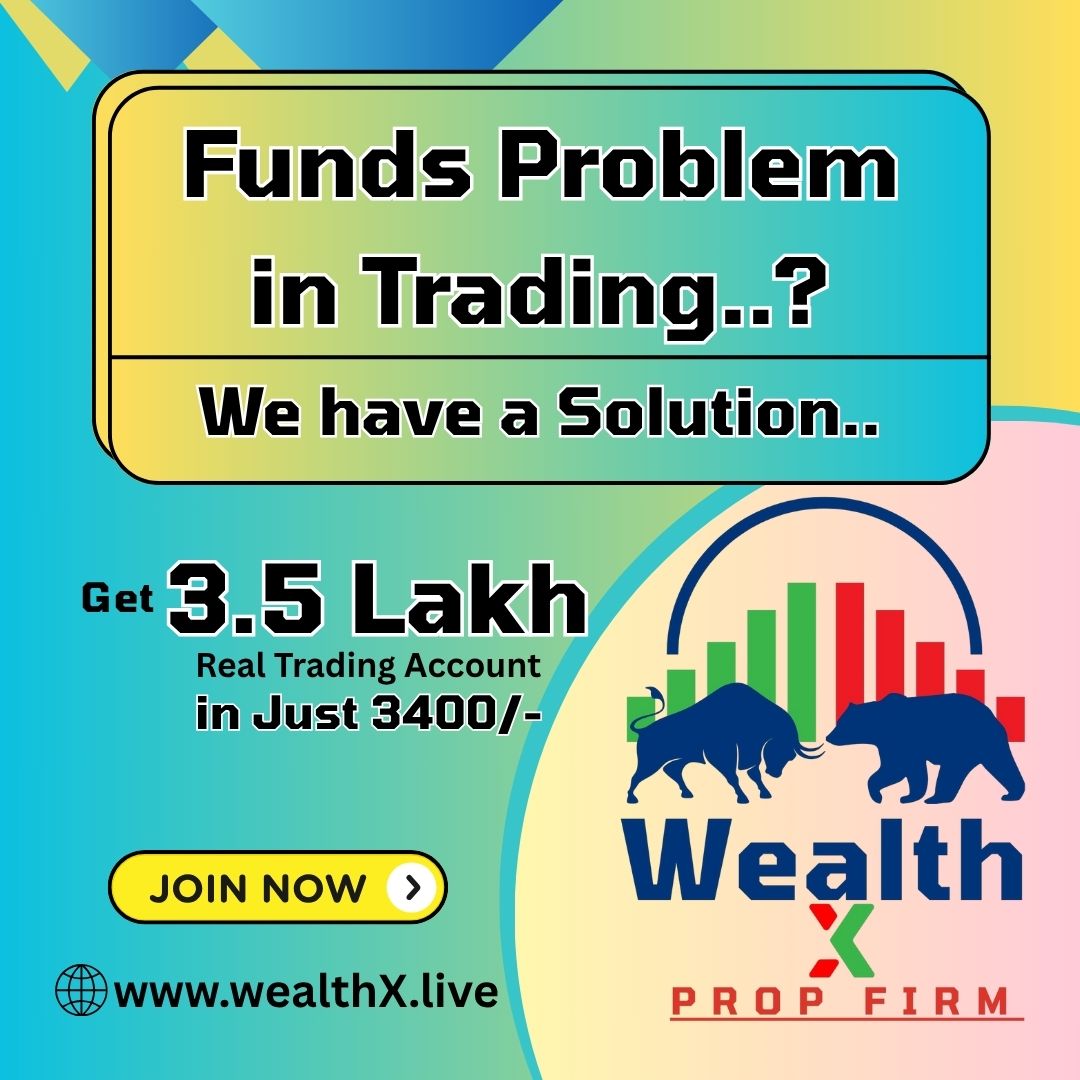 Funds Problem
in Trading..?
We have a Solution..
Get 3.5 Lakh
Real Trading Account
in Just 3400/-
JOIN NOW
www.wealthX.live
Wealth
X
PROP FIRM